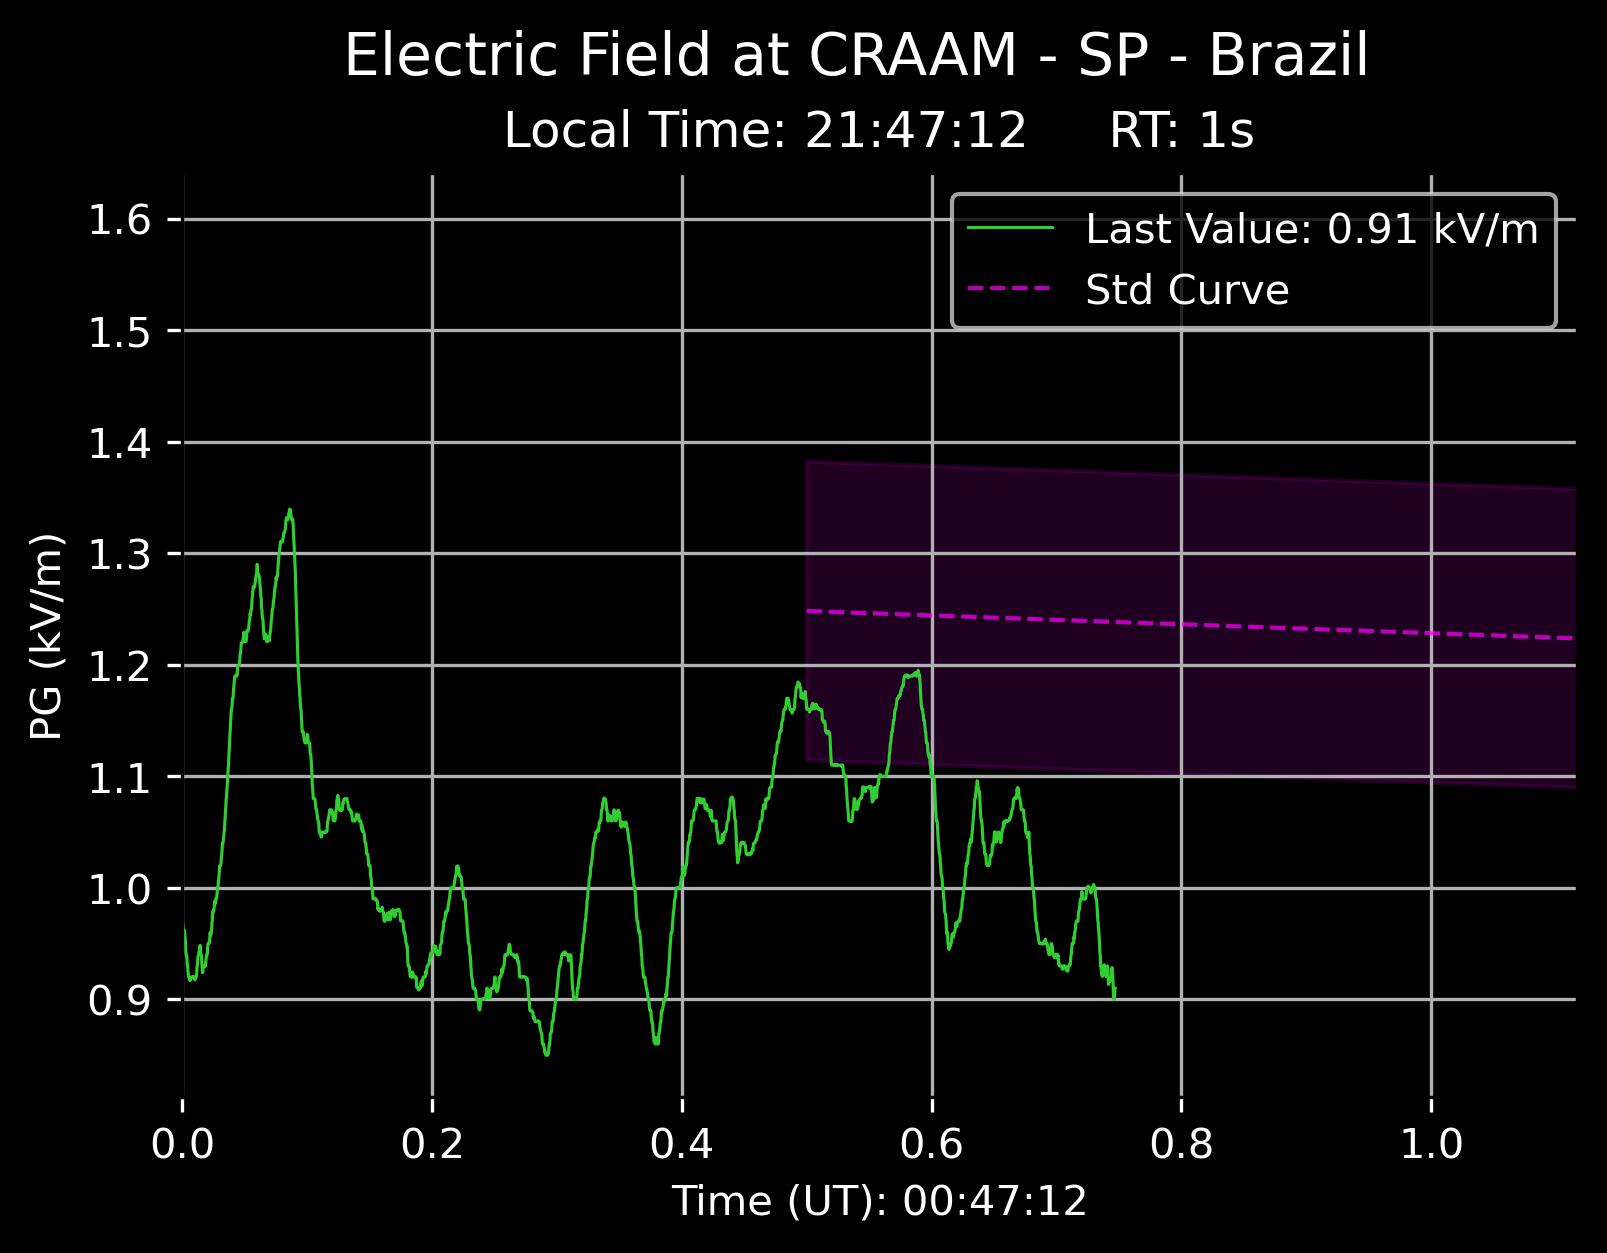 Electric Field at CRAAM - SP - Brazil
Local Time: 21:47:12 RT: 1s
Last Value: 0.91 kV/m
Std Curve
PG (kV/m)
1.6
1.5
1.4
1.3
1.2
1.1
1.0
0.9
0.0 0.2 0.4 0.6 0.8 1.0
Time (UT): 00:47:12